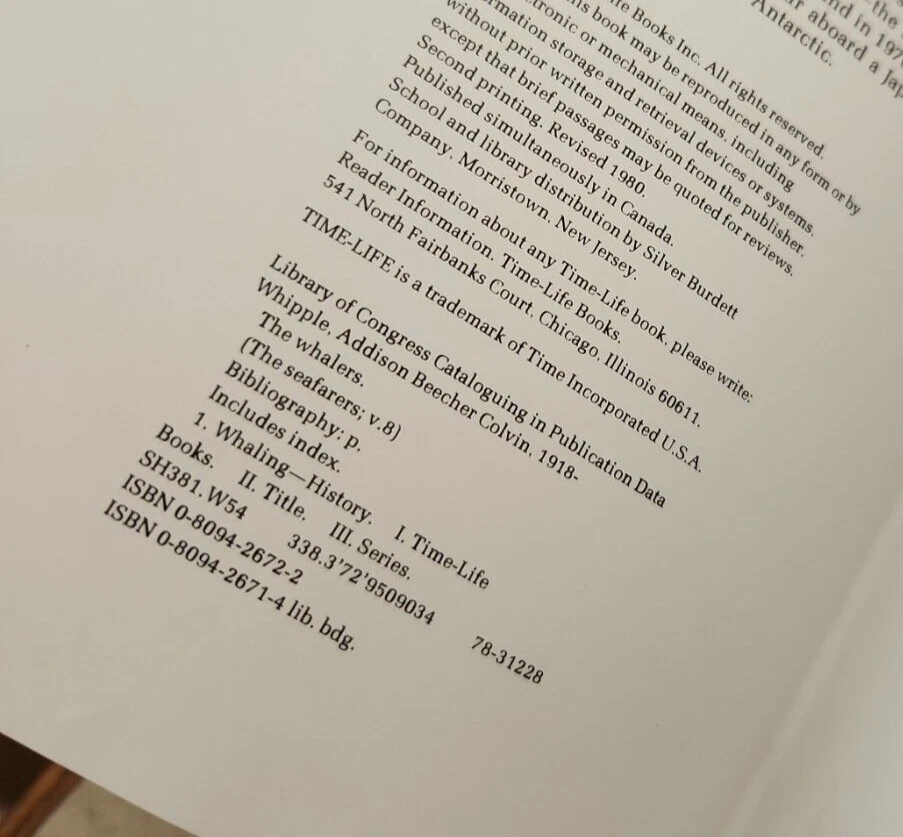 —the
nd in 197
aboard a Jap
Antarctic.
Books Inc. All rights reserved.
book may be reproduced in any form or by
or mechanical means, including
storage and retrieval devices or systems,
without prior written permission from the publisher,
except that brief passages may be quoted for reviews.
Second printing. Revised 1980.
Published simultaneously in Canada.
School and library distribution by Silver Burdett
Company, Morristown, New Jersey.
For information about any Time-Life book, please write:
Reader Information, Time-Life Books,
541 North Fairbanks Court, Chicago, Illinois 60611.
TIME-LIFE is a trademark of Time Incorporated U.S.A.
Library of Congress Cataloguing in Publication Data
Whipple, Addison Beecher Colvin, 1918-
The whalers.
(The seafarers; v.8)
Bibliography: p.
Includes index.
1. Whaling—History. I. Time-Life
Books. II. Title. III. Series.
SH381.W54 338.3'72'9509034 78-31228
ISBN 0-8094-2672-2
ISBN 0-8094-2671-4 lib. bdg.